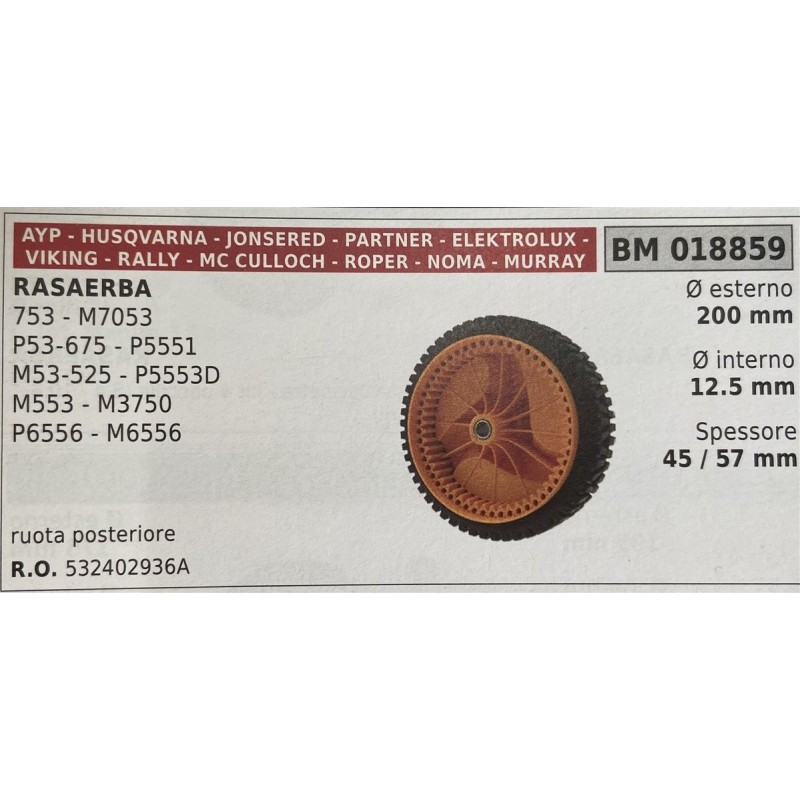 AYP - HUSQVARNA - JONSERED - PARTNER - ELEKTROLUX -
VIKING - RALLY - MC CULLOCH - ROPER - NOMA - MURRAY
BM 018859
RASAERBA
753 - M7053
P53-675 - P5551
M53-525 - P5553D
M553 - M3750
P6556 - M6556
ruota posteriore
R.O. 532402936A
Ø esterno
200 mm
Ø interno
12.5 mm
Spessore
45 / 57 mm